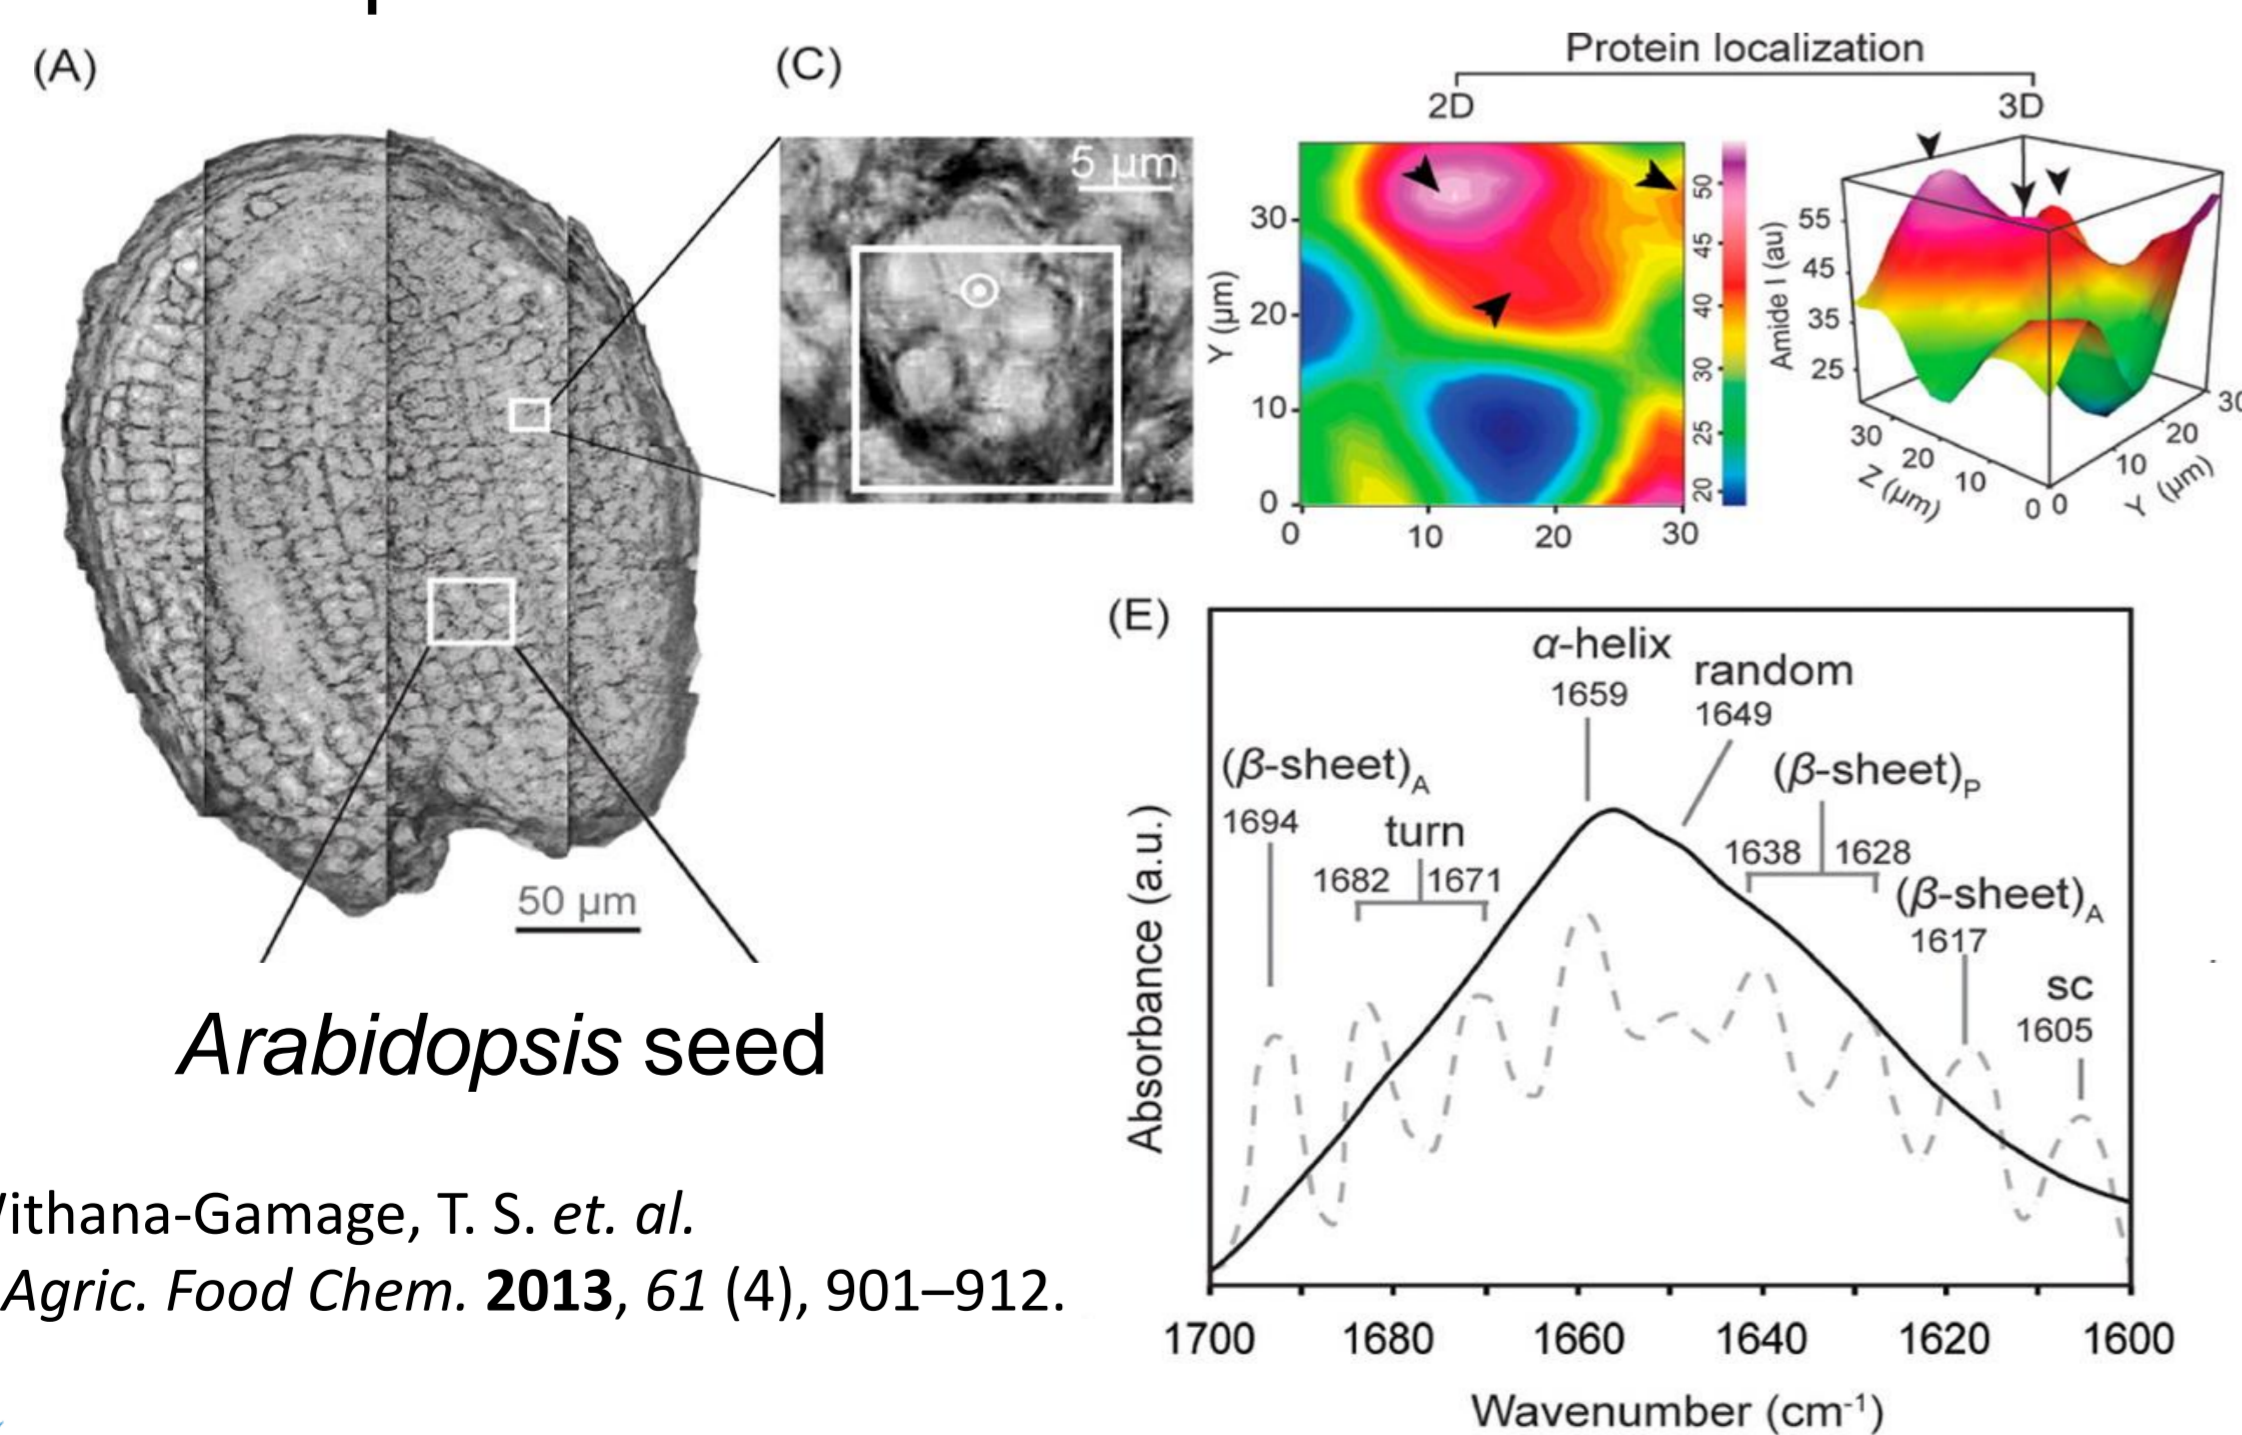 (A)
(C)
5 µm
Protein localization
2D
3D
Y (µm)
30
20
10
0
0
10
20
30
50
45
40
30
25
20
Amide I (au)
55
45
35
25
30
20
10
0
Z (µm)
0
10
20
30
Y (µm)
50 µm
Arabidopsis seed
ithana-Gamage, T. S. et. al.
Agric. Food Chem. 2013, 61 (4), 901–912.
(E)
α-helix
1659
random
1649
(β-sheet)A
1694
turn
1682 1671
(β-sheet)P
1638 1628
(β-sheet)A
1617
sc
1605
Absorbance (a.u.)
1700 1680 1660 1640 1620 1600
Wavenumber (cm-1)